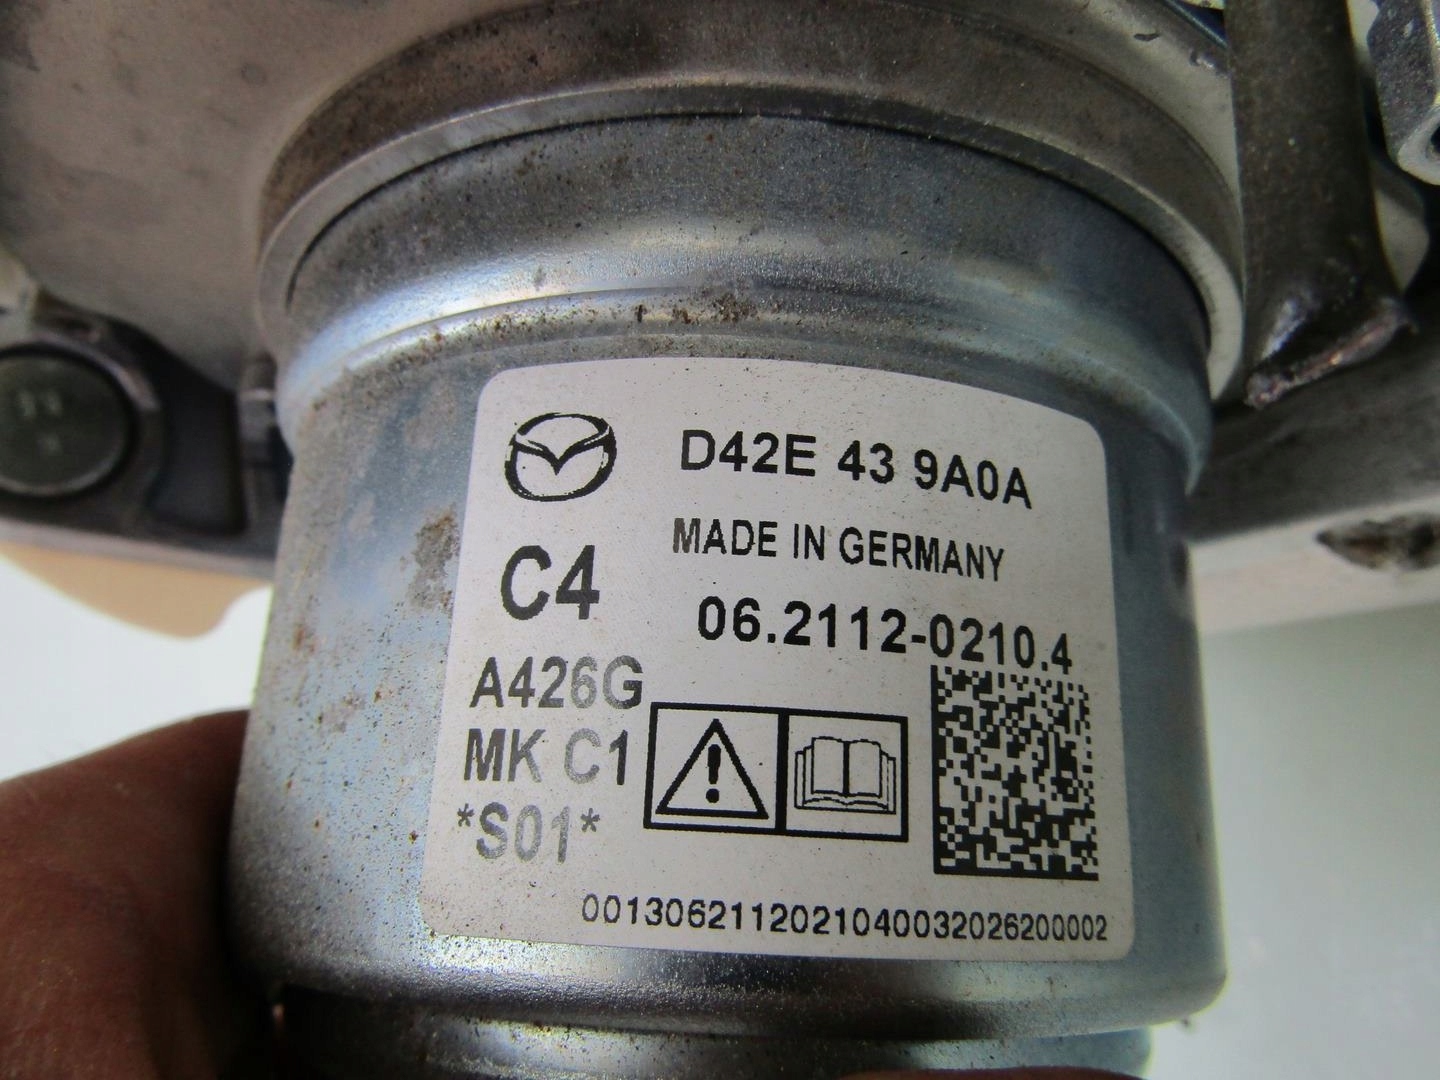 D42E 43 9A0A
MADE IN GERMANY
C4
06.2112-0210.4
A426G
MK C1
*S01*
0013062112021040032026200002